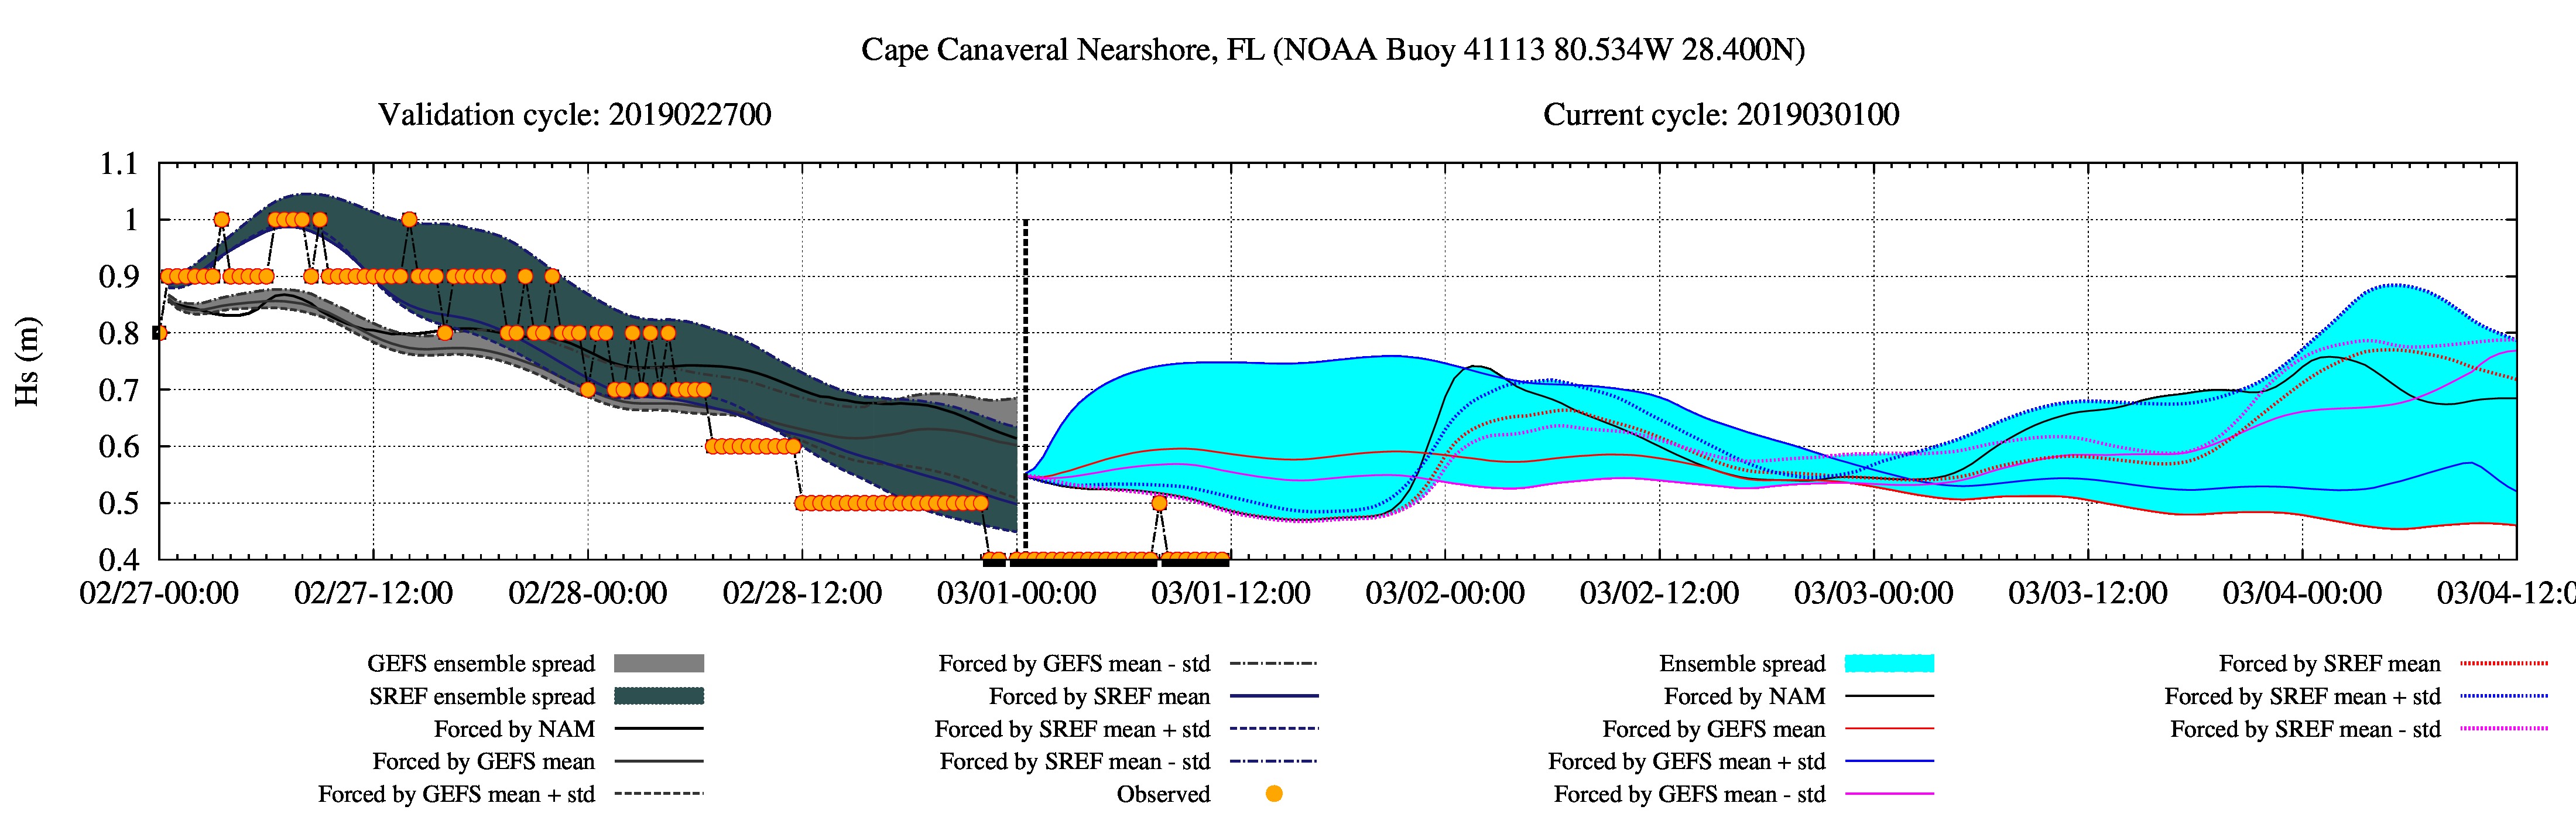 Cape Canaveral Nearshore, FL (NOAA Buoy 41113 80.534W 28.400N)
Validation cycle: 2019022700
Current cycle: 2019030100
Hs (m)
1.1
1
0.9
0.8
0.7
0.6
0.5
0.4
02/27-00:00 02/27-12:00 02/28-00:00 02/28-12:00 03/01-00:00 03/01-12:00 03/02-00:00 03/02-12:00 03/03-00:00 03/03-12:00 03/04-00:00 03/04-12:0
GEFS ensemble spread
SREF ensemble spread
Forced by NAM
Forced by GEFS mean
Forced by GEFS mean + std
Forced by GEFS mean - std
Forced by SREF mean
Forced by SREF mean + std
Forced by SREF mean - std
Observed
Ensemble spread
Forced by NAM
Forced by GEFS mean
Forced by GEFS mean + std
Forced by GEFS mean - std
Forced by SREF mean
Forced by SREF mean + std
Forced by SREF mean - std